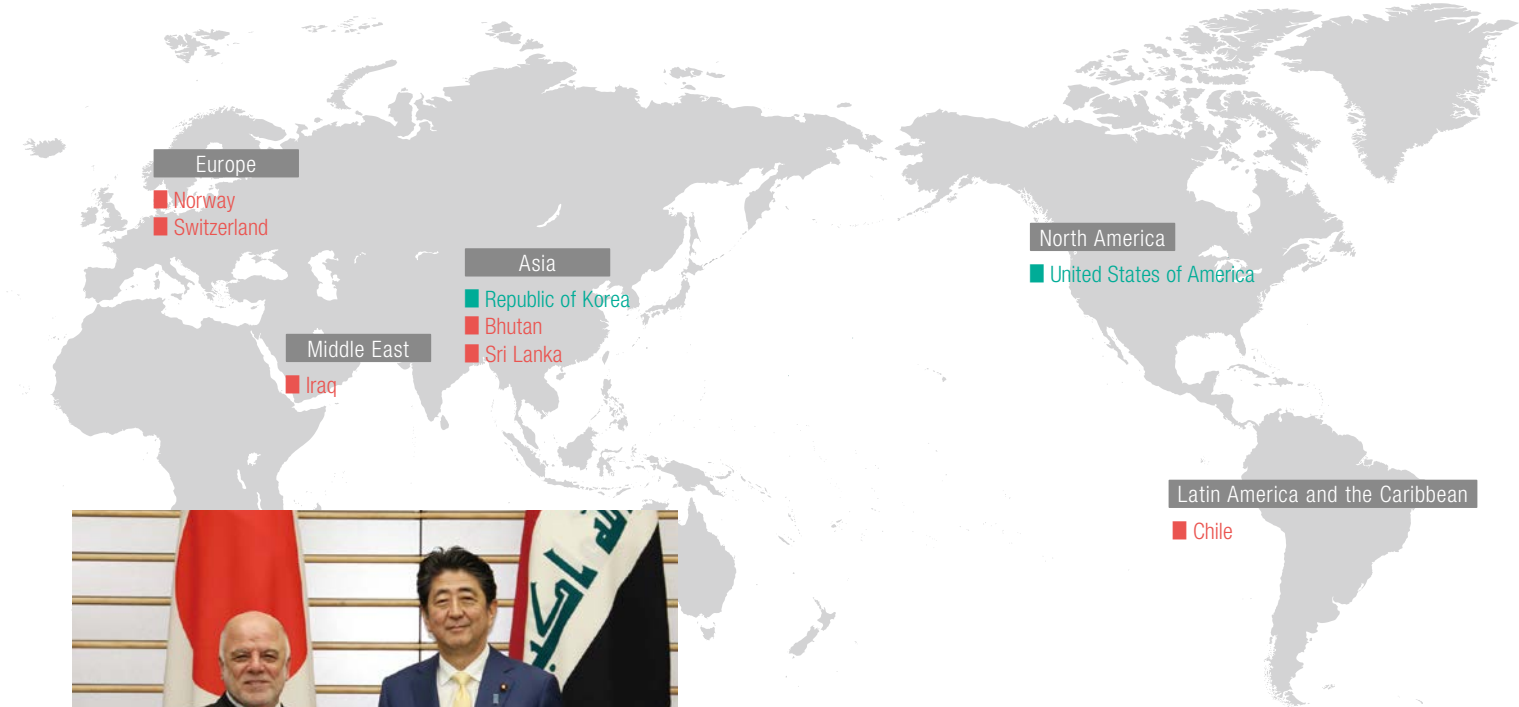 Europe
Norway
Switzerland
Asia
Republic of Korea
Bhutan
Sri Lanka
Middle East
Iraq
North America
United States of America
Latin America and the Caribbean
Chile